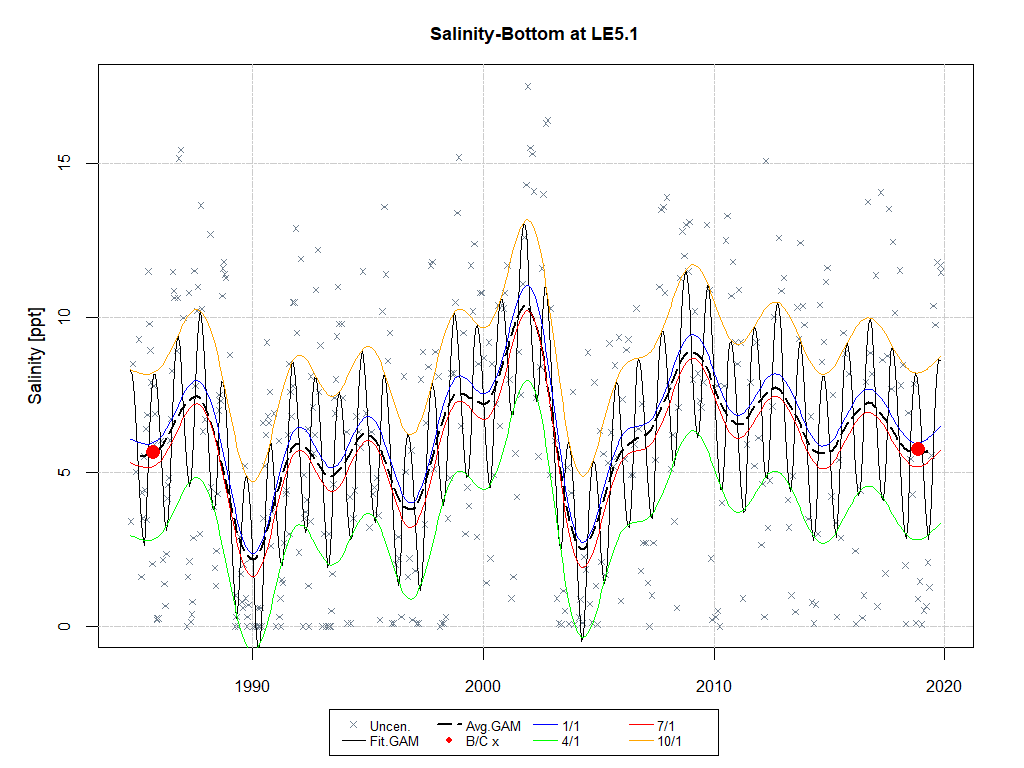 Salinity-Bottom at LE5.1
Salinity [ppt]
15
10
5
0
1990 2000 2010 2020
Uncen. Avg.GAM 1/1 7/1
Fit.GAM B/C x 4/1 10/1